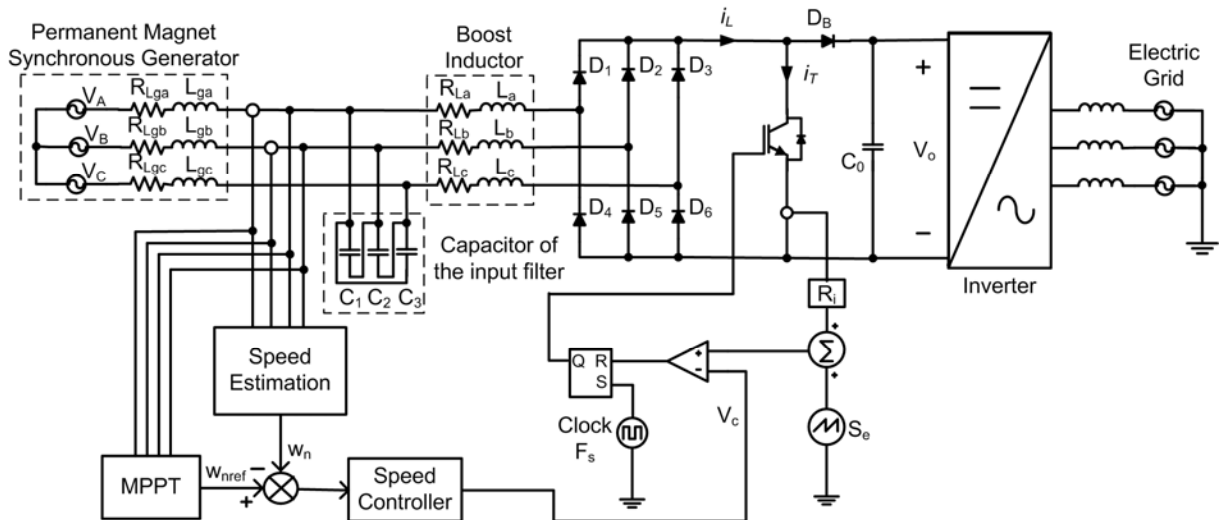 Permanent Magnet
Synchronous Generator
V_A
R_Lga
L_ga
V_B
R_Lgb
L_gb
V_C
R_Lgc
L_gc
Boost
Inductor
R_La
L_a
R_Lb
L_b
R_Lc
L_c
D_1
D_2
D_3
D_4
D_5
D_6
i_L
D_B
i_T
C_0
+
V_o
−
Inverter
Electric
Grid
Capacitor of
the input filter
C_1
C_2
C_3
R_i
+
Σ
+
S_e
+
-
V_c
Q
R
S
Clock
F_s
Speed
Estimation
w_n
MPPT
w_nref
−
+
Speed
Controller